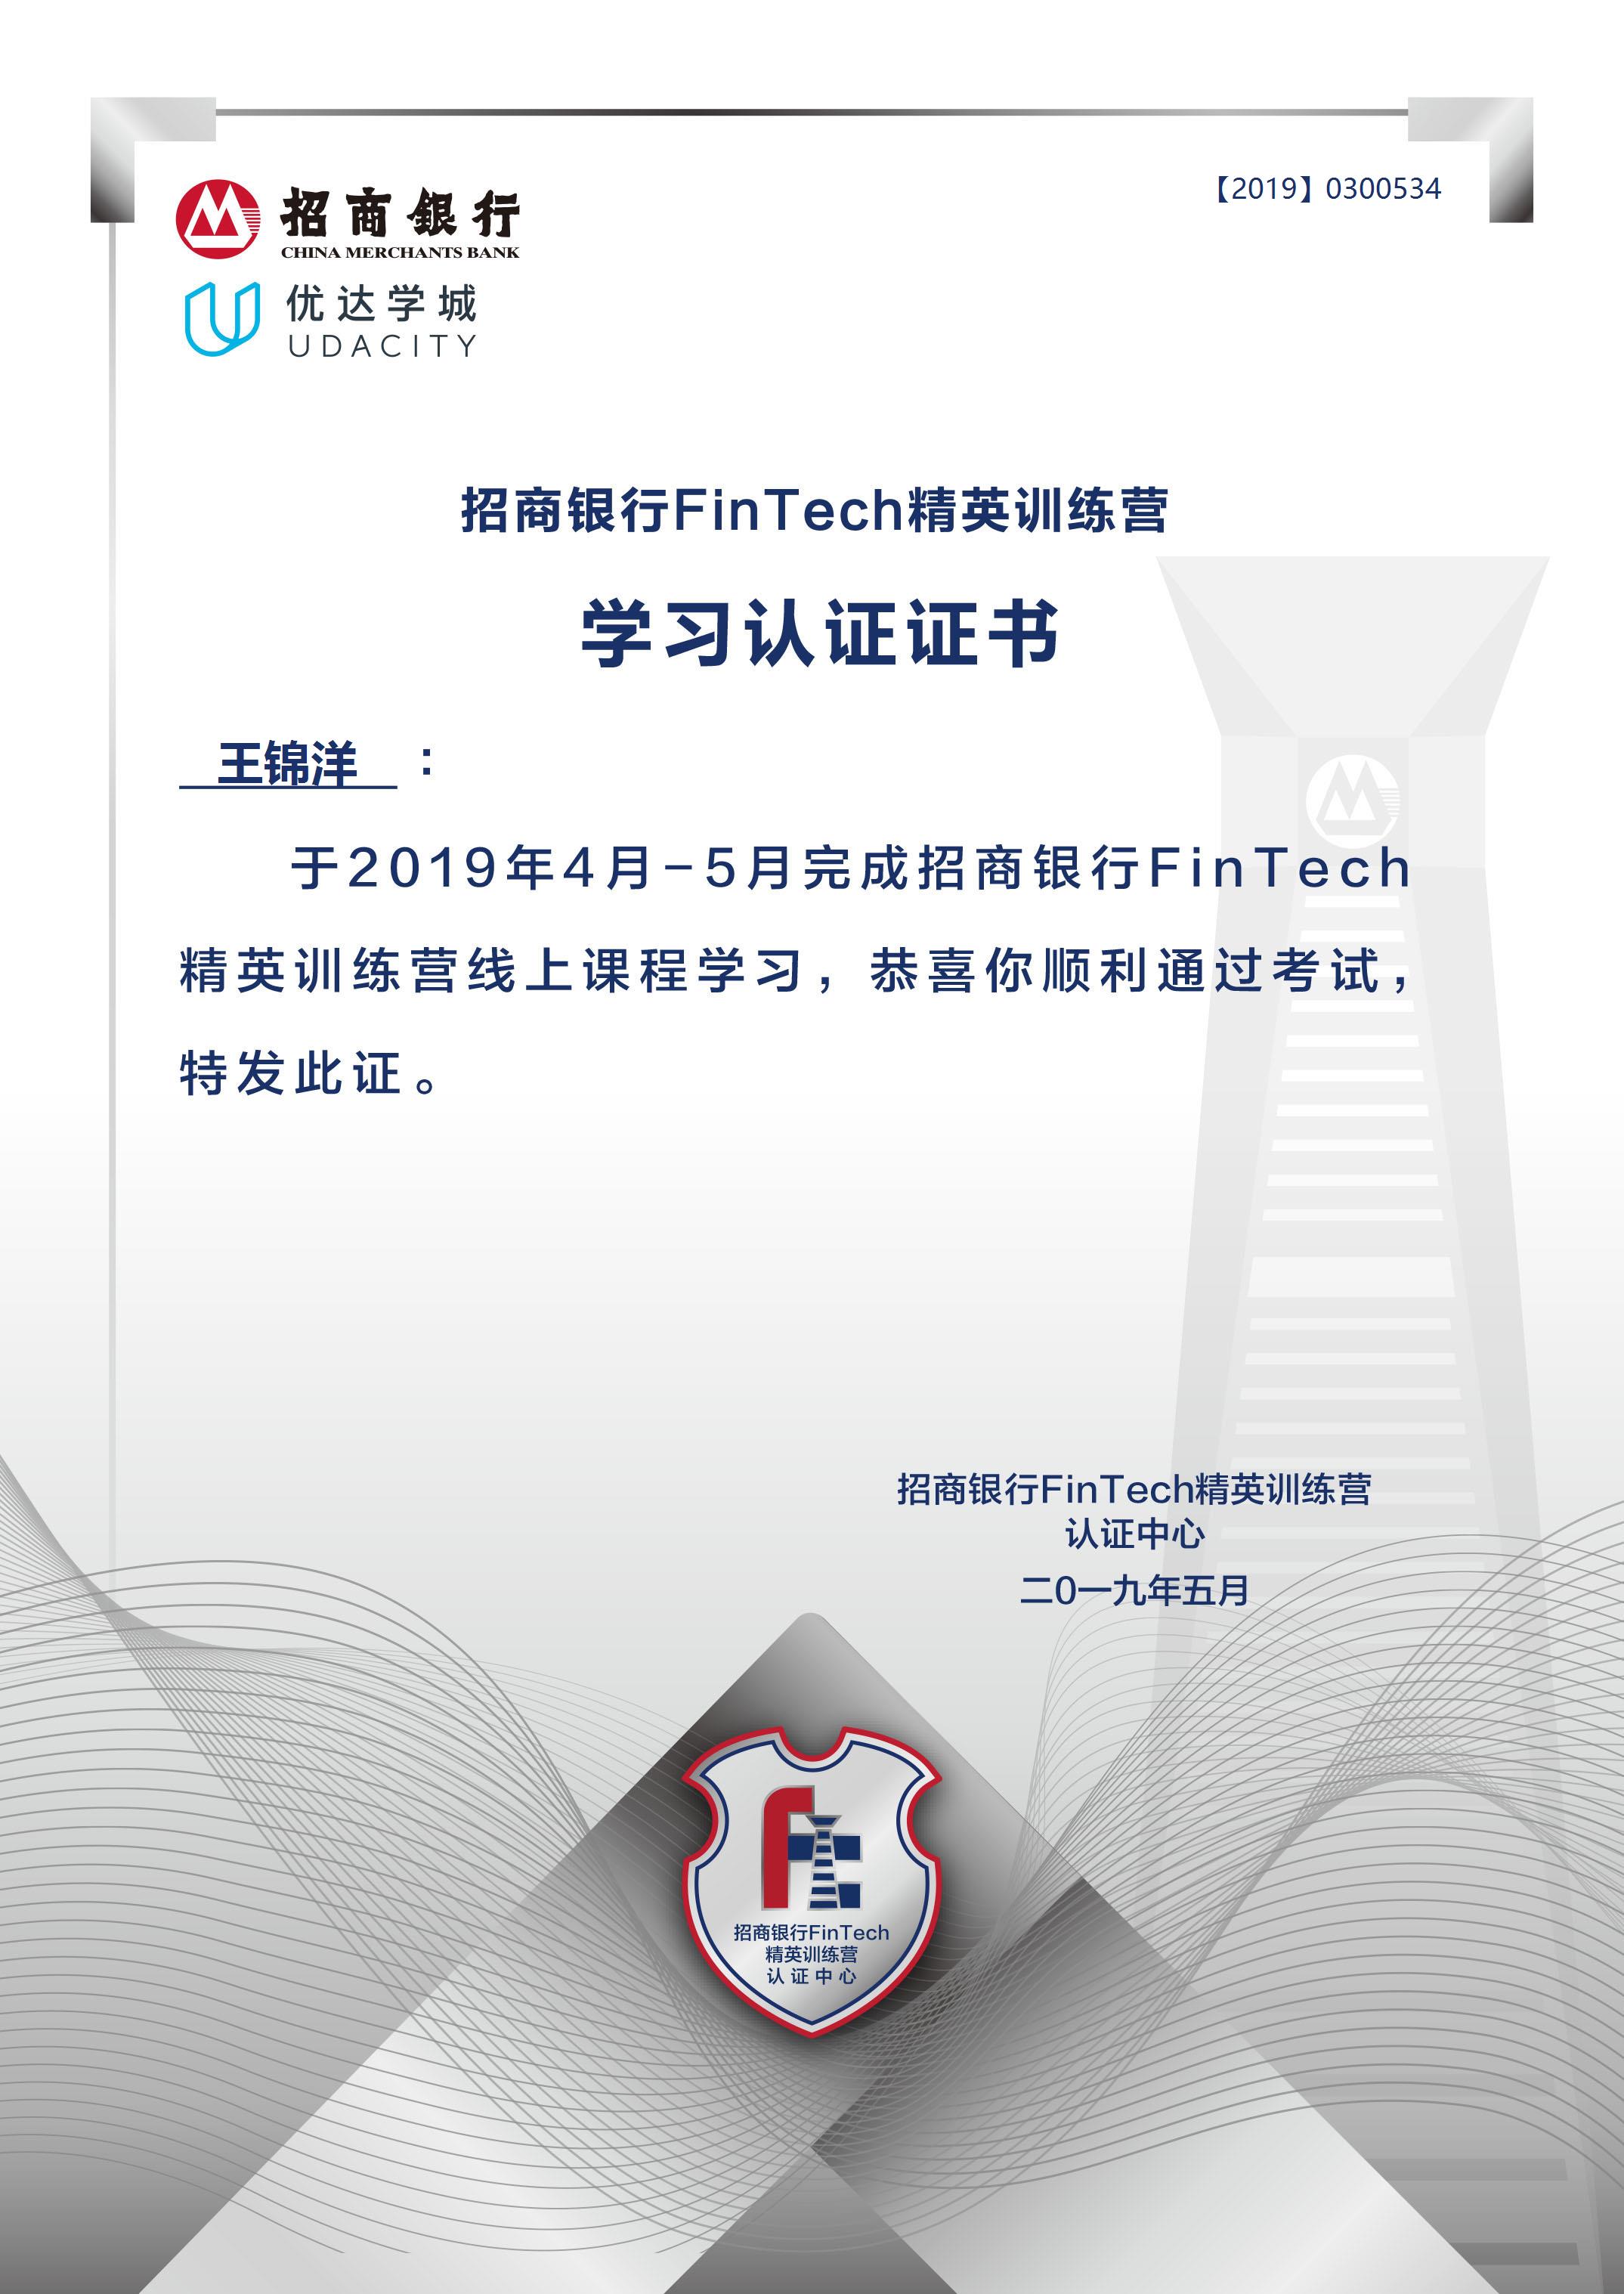 招商銀行
CHINA MERCHANTS BANK
【2019】0300534
优达学城
UDACITY
招商银行FinTech精英训练营
学习认证证书
王锦洋：
于2019年4月-5月完成招商银行FinTech
精英训练营线上课程学习，恭喜你顺利通过考试，
特发此证。
招商银行FinTech精英训练营
认证中心
二0一九年五月
招商银行FinTech
精英训练营
认证中心